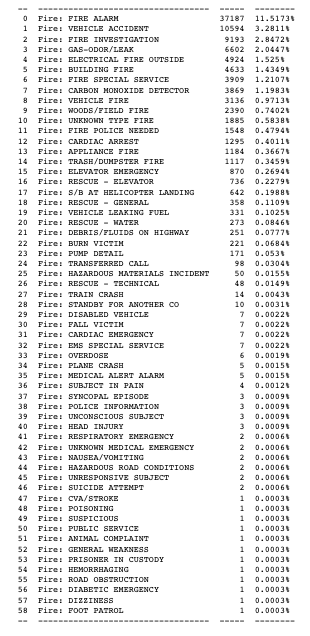 -- -------------------------------- ----- --------
0 Fire: FIRE ALARM 37187 11.5173%
1 Fire: VEHICLE ACCIDENT 10594 3.2811%
2 Fire: FIRE INVESTIGATION 9193 2.8472%
3 Fire: GAS-ODOR/LEAK 6602 2.0447%
4 Fire: ELECTRICAL FIRE OUTSIDE 4924 1.525%
5 Fire: BUILDING FIRE 4633 1.4349%
6 Fire: FIRE SPECIAL SERVICE 3909 1.2107%
7 Fire: CARBON MONOXIDE DETECTOR 3869 1.1983%
8 Fire: VEHICLE FIRE 3136 0.9713%
9 Fire: WOODS/FIELD FIRE 2390 0.7402%
10 Fire: UNKNOWN TYPE FIRE 1885 0.5838%
11 Fire: FIRE POLICE NEEDED 1548 0.4794%
12 Fire: CARDIAC ARREST 1295 0.4011%
13 Fire: APPLIANCE FIRE 1184 0.3667%
14 Fire: TRASH/DUMPSTER FIRE 1117 0.3459%
15 Fire: ELEVATOR EMERGENCY 870 0.2694%
16 Fire: RESCUE - ELEVATOR 736 0.2279%
17 Fire: S/B AT HELICOPTER LANDING 642 0.1988%
18 Fire: RESCUE - GENERAL 358 0.1109%
19 Fire: VEHICLE LEAKING FUEL 331 0.1025%
20 Fire: RESCUE - WATER 273 0.0846%
21 Fire: DEBRIS/FLUIDS ON HIGHWAY 251 0.0777%
22 Fire: BURN VICTIM 221 0.0684%
23 Fire: PUMP DETAIL 171 0.053%
24 Fire: TRANSFERRED CALL 98 0.0304%
25 Fire: HAZARDOUS MATERIALS INCIDENT 50 0.0155%
26 Fire: RESCUE - TECHNICAL 48 0.0149%
27 Fire: TRAIN CRASH 14 0.0043%
28 Fire: STANDBY FOR ANOTHER CO 10 0.0031%
29 Fire: DISABLED VEHICLE 7 0.0022%
30 Fire: FALL VICTIM 7 0.0022%
31 Fire: CARDIAC EMERGENCY 7 0.0022%
32 Fire: EMS SPECIAL SERVICE 7 0.0022%
33 Fire: OVERDOSE 6 0.0019%
34 Fire: PLANE CRASH 5 0.0015%
35 Fire: MEDICAL ALERT ALARM 5 0.0015%
36 Fire: SUBJECT IN PAIN 4 0.0012%
37 Fire: SYNCOPAL EPISODE 3 0.0009%
38 Fire: POLICE INFORMATION 3 0.0009%
39 Fire: UNCONSCIOUS SUBJECT 3 0.0009%
40 Fire: HEAD INJURY 3 0.0009%
41 Fire: RESPIRATORY EMERGENCY 2 0.0006%
42 Fire: UNKNOWN MEDICAL EMERGENCY 2 0.0006%
43 Fire: NAUSEA/VOMITING 2 0.0006%
44 Fire: HAZARDOUS ROAD CONDITIONS 2 0.0006%
45 Fire: UNRESPONSIVE SUBJECT 2 0.0006%
46 Fire: SUICIDE ATTEMPT 2 0.0006%
47 Fire: CVA/STROKE 1 0.0003%
48 Fire: POISONING 1 0.0003%
49 Fire: SUSPICIOUS 1 0.0003%
50 Fire: PUBLIC SERVICE 1 0.0003%
51 Fire: ANIMAL COMPLAINT 1 0.0003%
52 Fire: GENERAL WEAKNESS 1 0.0003%
53 Fire: PRISONER IN CUSTODY 1 0.0003%
54 Fire: HEMORRHAGING 1 0.0003%
55 Fire: ROAD OBSTRUCTION 1 0.0003%
56 Fire: DIABETIC EMERGENCY 1 0.0003%
57 Fire: DIZZINESS 1 0.0003%
58 Fire: FOOT PATROL 1 0.0003%
-- -------------------------------- ----- --------